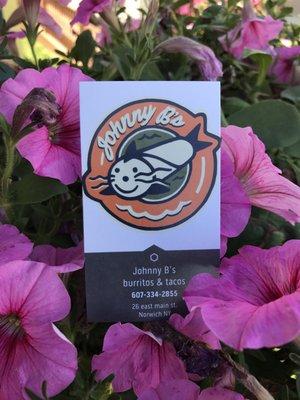 Johnny B's
Johnny B's
burritos & tacos
607-334-2855
26 east main st.
Norwich NY